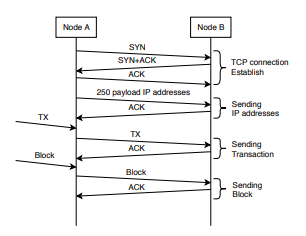 Node A
Node B
SYN
SYN+ACK
ACK
TCP connection
Establish
250 payload IP addresses
ACK
Sending
IP addresses
TX
TX
ACK
Sending
Transaction
Block
Block
ACK
Sending
Block